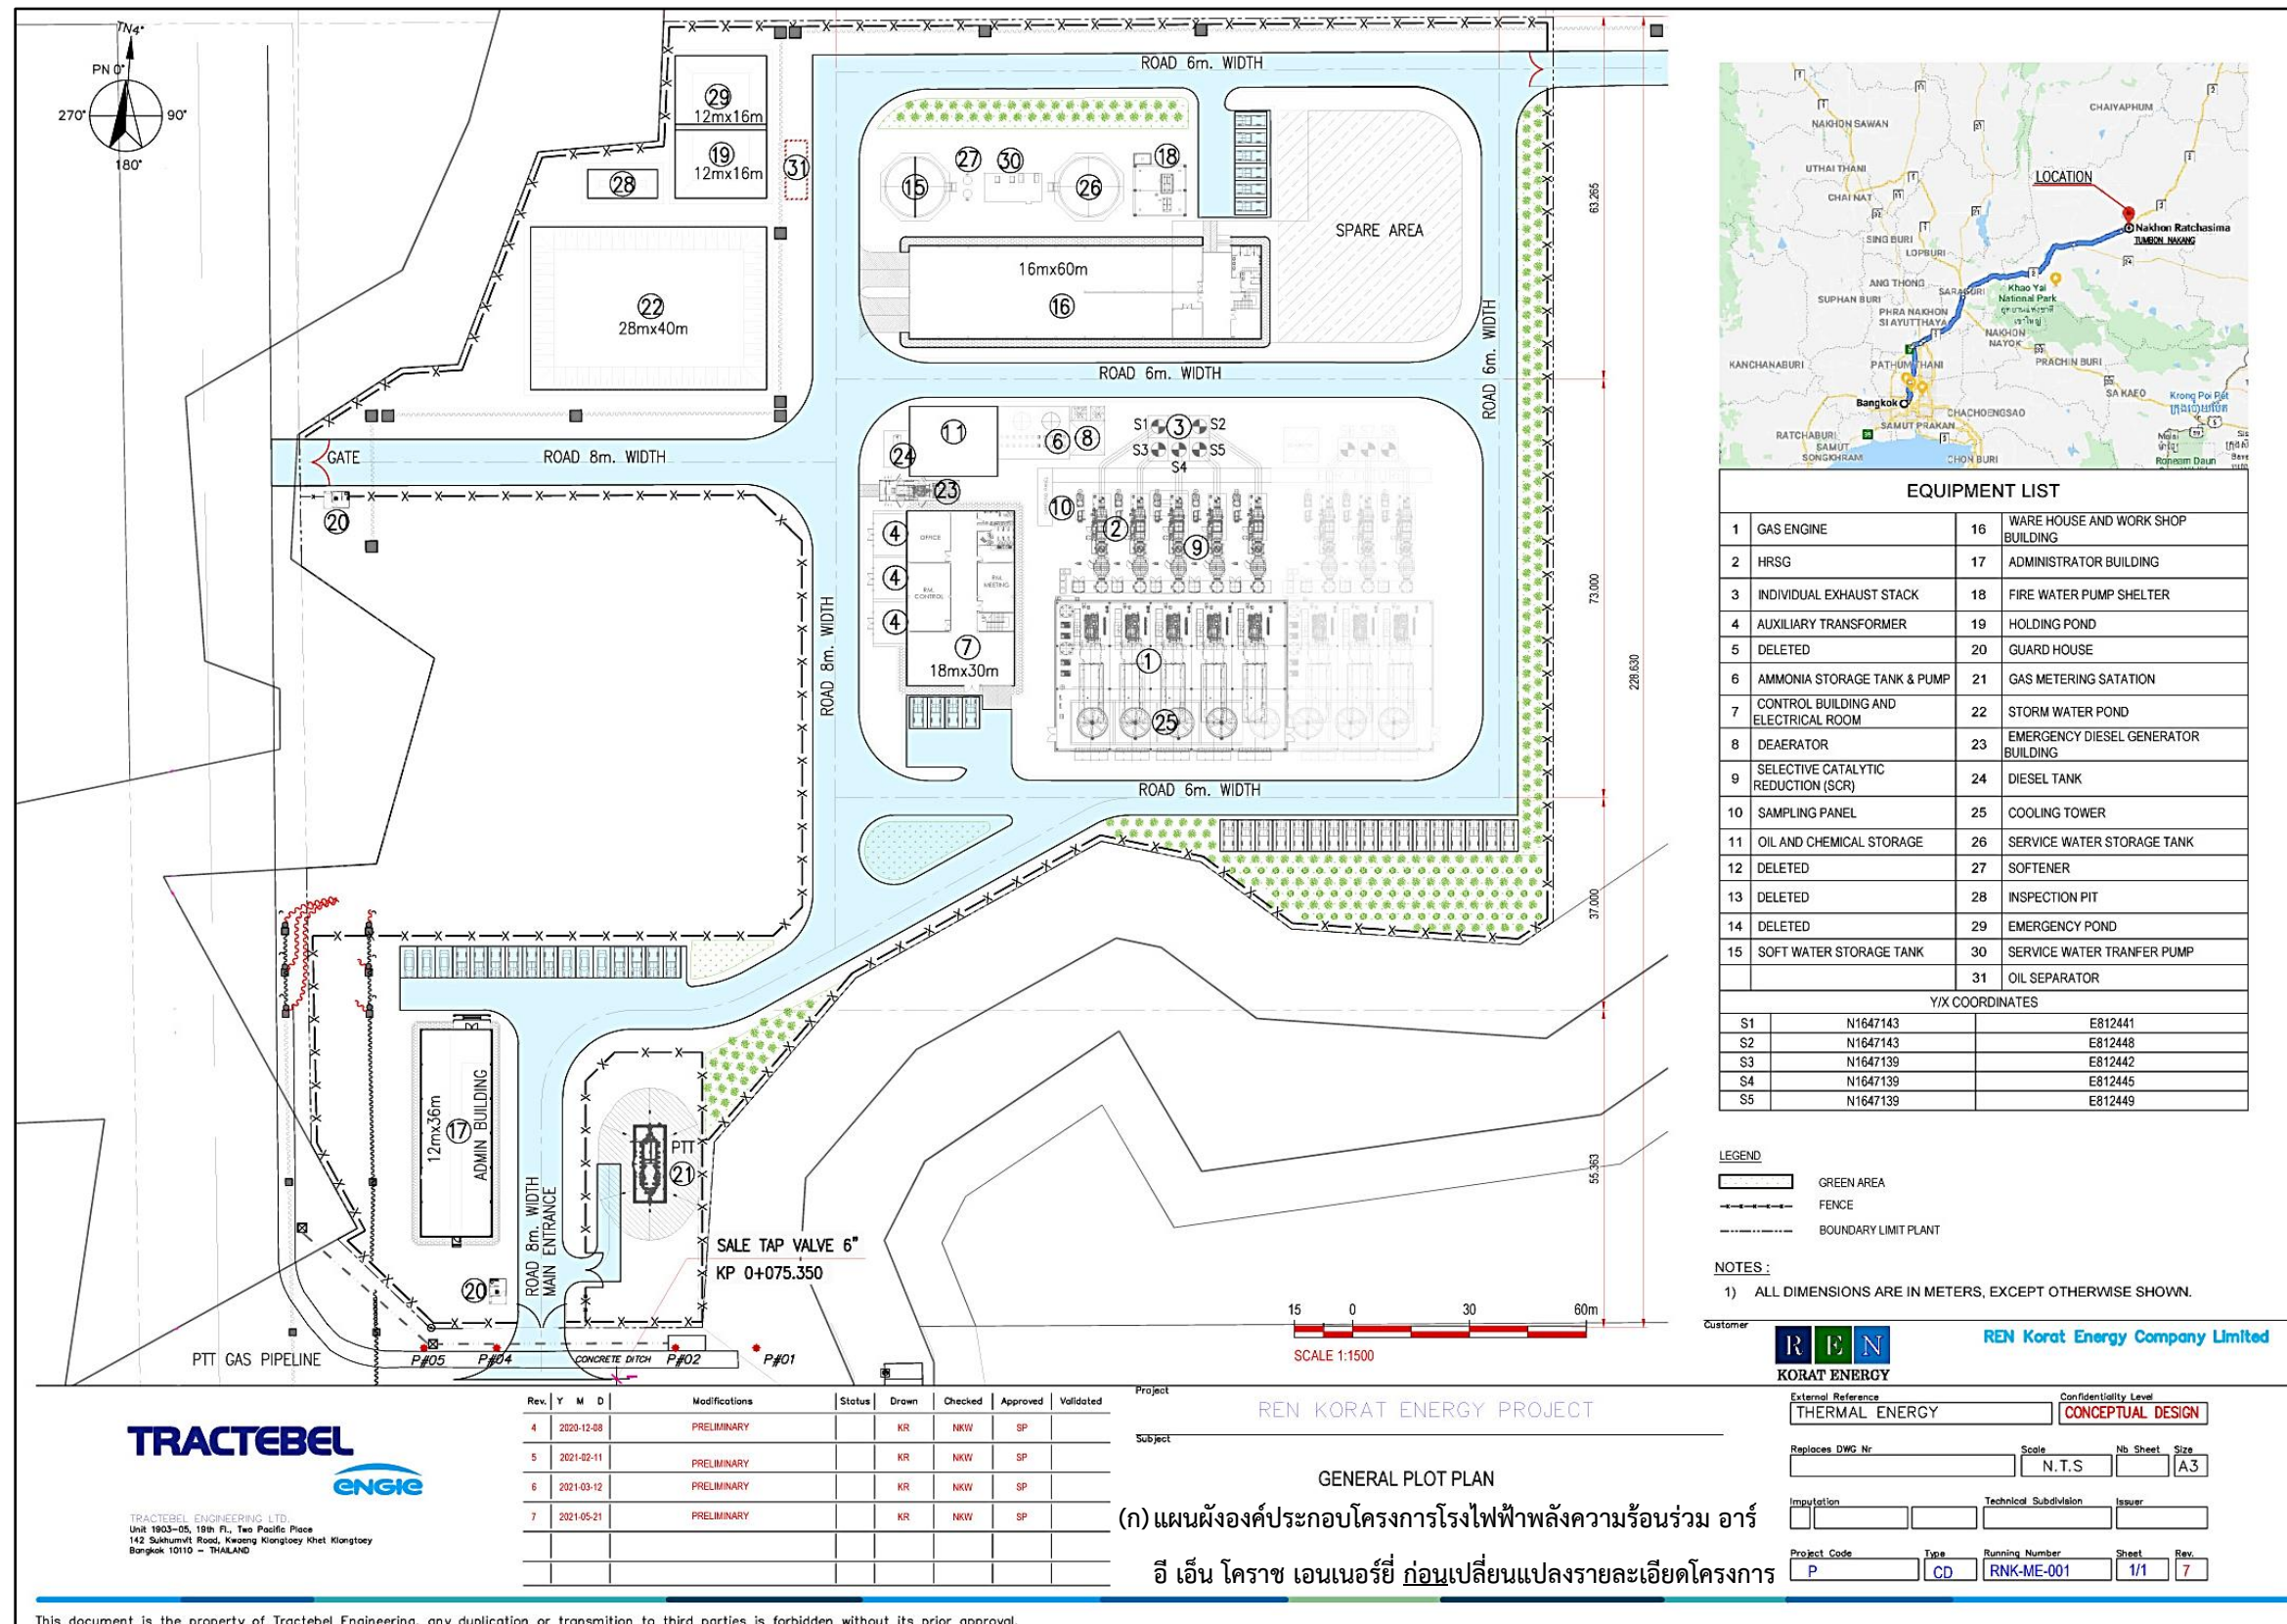 TN4°
PN 0°
270°
90°
180°
ROAD 6m. WIDTH
29
12mx16m
19
12mx16m
31
28
27
30
18
15
26
SPARE AREA
63.265
16mx60m
16
22
28mx40m
ROAD 6m. WIDTH
ROAD 6m. WIDTH
11
6
8
S1
3
S2
S3
S5
S4
24
GATE
ROAD 8m. WIDTH
20
23
10
2
9
4
OFFICE
4
RM. MEETING
RM. CONTROL
4
7
18mx30m
1
25
73.000
228.630
ROAD 8m. WIDTH
ROAD 6m. WIDTH
37.000
12mx36m
17
ADMIN BUILDING
PTT
21
55.363
ROAD 8m. WIDTH
MAIN ENTRANCE
20
SALE TAP VALVE 6"
KP 0+075.350
PTT GAS PIPELINE
P#05
P#04
CONCRETE DITCH
P#02
P#01
15 0 30 60m
SCALE 1:1500
CHAIYAPHUM
NAKHON SAWAN
UTHAI THANI
LOCATION
CHAI NAT
Nakhon Ratchasima
TUMBON NAKANG
SING BURI
LOPBURI
ANG THONG
SARABURI
Khao Yai
National Park
SUPHAN BURI
PHRA NAKHON
SI AYUTTHAYA
NAKHON
NAYOK
PRACHIN BURI
KANCHANABURI
PATHUM THANI
SA KAEO
Krong Poi Pet
Bangkok
CHACHOENGSAO
SAMUT PRAKAN
RATCHABURI
SAMUT
SONGKHRAM
CHON BURI
Roneam Daun
EQUIPMENT LIST
1 GAS ENGINE 16 WARE HOUSE AND WORK SHOP BUILDING
2 HRSG 17 ADMINISTRATOR BUILDING
3 INDIVIDUAL EXHAUST STACK 18 FIRE WATER PUMP SHELTER
4 AUXILIARY TRANSFORMER 19 HOLDING POND
5 DELETED 20 GUARD HOUSE
6 AMMONIA STORAGE TANK & PUMP 21 GAS METERING SATATION
7 CONTROL BUILDING AND ELECTRICAL ROOM 22 STORM WATER POND
8 DEAERATOR 23 EMERGENCY DIESEL GENERATOR BUILDING
9 SELECTIVE CATALYTIC REDUCTION (SCR) 24 DIESEL TANK
10 SAMPLING PANEL 25 COOLING TOWER
11 OIL AND CHEMICAL STORAGE 26 SERVICE WATER STORAGE TANK
12 DELETED 27 SOFTENER
13 DELETED 28 INSPECTION PIT
14 DELETED 29 EMERGENCY POND
15 SOFT WATER STORAGE TANK 30 SERVICE WATER TRANFER PUMP
31 OIL SEPARATOR
Y/X COORDINATES
S1 N1647143 E812441
S2 N1647143 E812448
S3 N1647139 E812442
S4 N1647139 E812445
S5 N1647139 E812449
LEGEND
GREEN AREA
FENCE
BOUNDARY LIMIT PLANT
NOTES :
1) ALL DIMENSIONS ARE IN METERS, EXCEPT OTHERWISE SHOWN.
Customer
R E N
KORAT ENERGY
REN Korat Energy Company Limited
TRACTEBEL
ENGIE
TRACTEBEL ENGINEERING LTD.
Unit 1903-05, 19th Fl., Two Pacific Place
142 Sukhumvit Road, Kwaeng Klongtoey Khet Klongtoey
Bangkok 10110 - THAILAND
Rev. Y M D Modifications Status Drawn Checked Approved Validated
4 2020-12-08 PRELIMINARY KR NKW SP
5 2021-02-11 PRELIMINARY KR NKW SP
6 2021-03-12 PRELIMINARY KR NKW SP
7 2021-05-21 PRELIMINARY KR NKW SP
Project
REN KORAT ENERGY PROJECT
Subject
GENERAL PLOT PLAN
(ก) แผนผังองค์ประกอบโครงการโรงไฟฟ้าพลังความร้อนร่วม อาร์
อี เอ็น โคราช เอนเนอร์ยี่ ก่อนเปลี่ยนแปลงรายละเอียดโครงการ
External Reference
THERMAL ENERGY
Confidentiality Level
CONCEPTUAL DESIGN
Replaces DWG Nr
Scale
N.T.S
Nb Sheet
Size
A3
Imputation
Technical Subdivision
Issuer
Project Code
P
Type
CD
Running Number
RNK-ME-001
Sheet
1/1
Rev.
7
This document is the property of Tractebel Engineering, any duplication or transmition to third parties is forbidden without its prior approval.